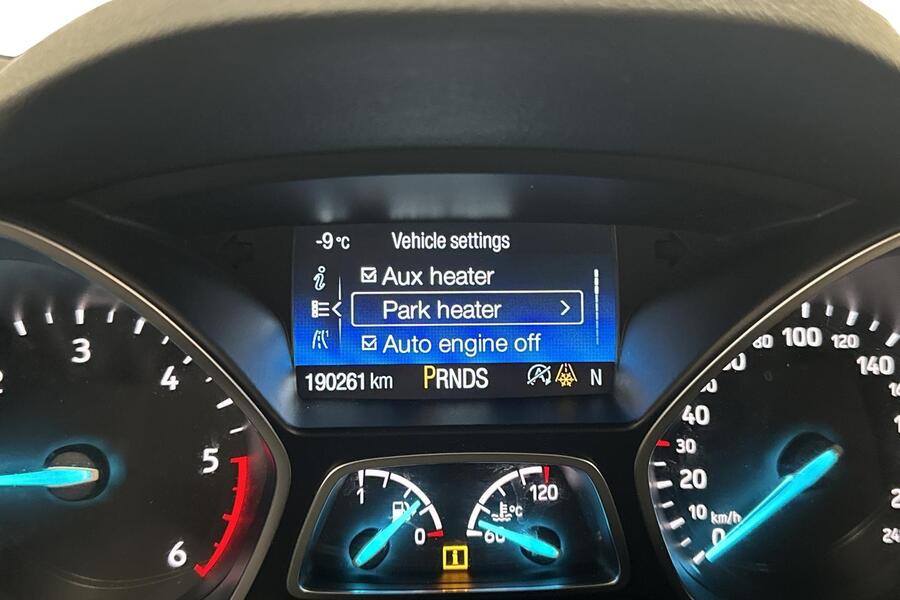 -9 °C Vehicle settings
Aux heater
Park heater
Auto engine off
190261 km PRNDS N
3
4
5
6
1
0
60
120
°C
i
0
10
20
30
40
80
100
120
140
km/h